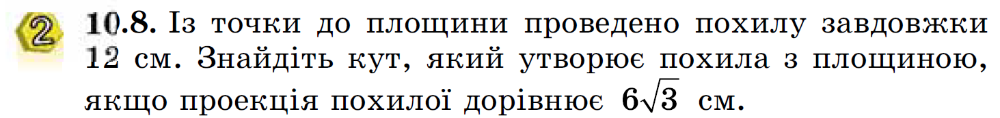 2 10.8. Із точки до площини проведено похилу завдовжки
12 см. Знайдіть кут, який утворює похила з площиною,
якщо проекція похилої дорівнює 6√3 см.